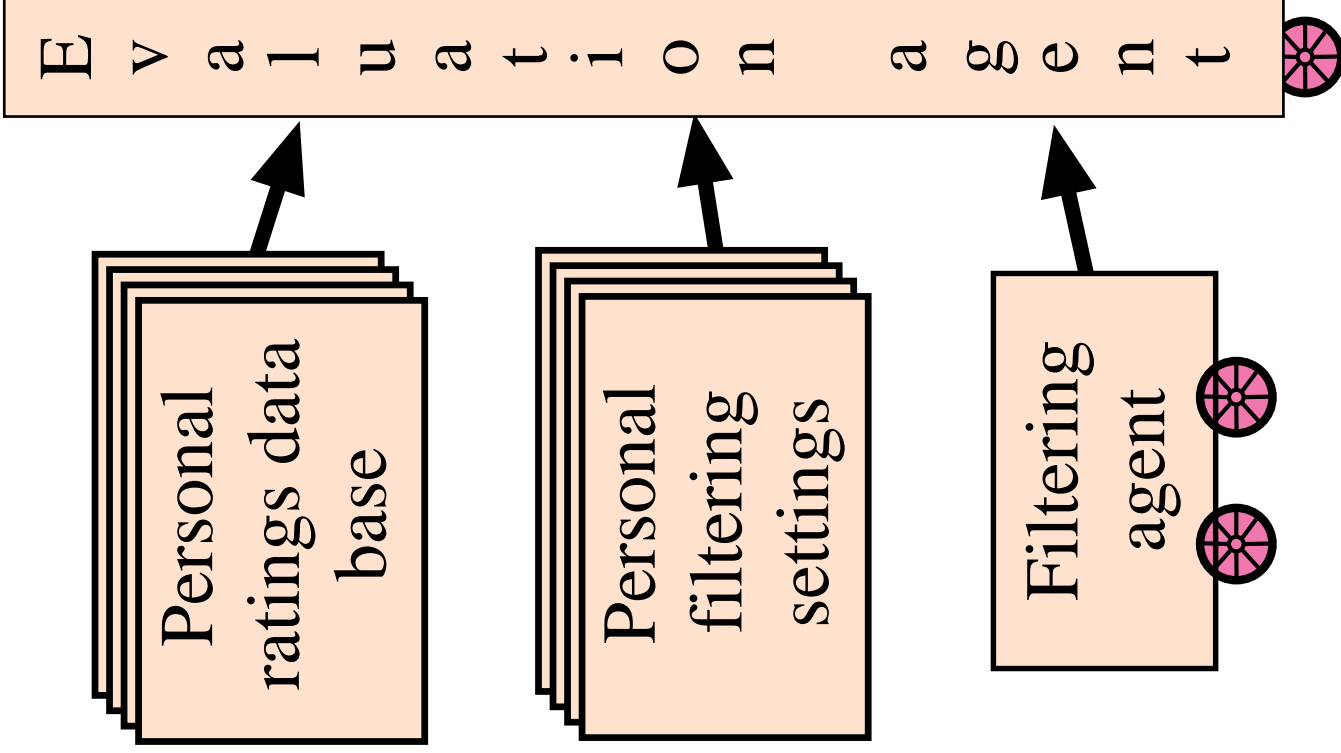 Evaluation agent
Personal
ratings data
base
Personal
filtering
settings
Filtering
agent